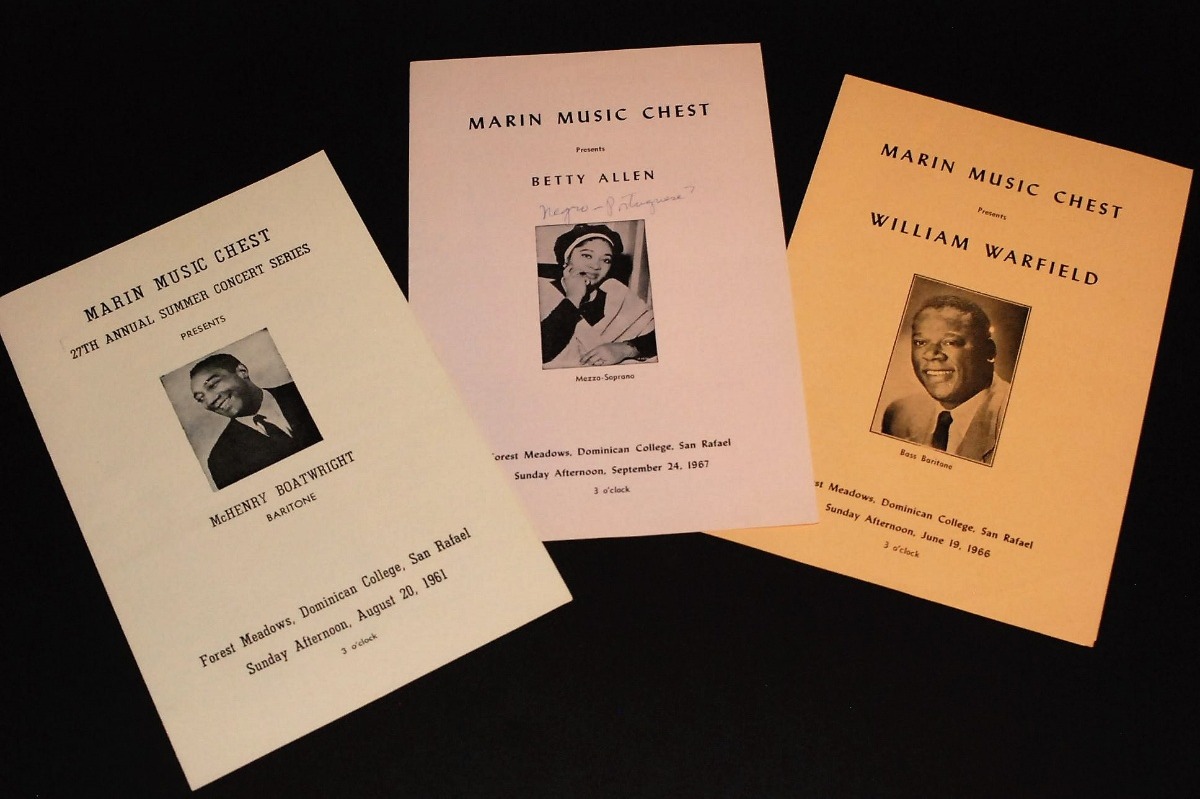 MARIN MUSIC CHEST
27TH ANNUAL SUMMER CONCERT SERIES
PRESENTS
McHENRY BOATWRIGHT
BARITONE
Forest Meadows, Dominican College, San Rafael
Sunday Afternoon, August 20, 1961
3 o'clock
MARIN MUSIC CHEST
Presents
BETTY ALLEN
Negro - Portuguese?
Mezzo-Soprano
orest Meadows, Dominican College, San Rafael
Sunday Afternoon, September 24, 1967
3 o'clock
MARIN MUSIC CHEST
Presents
WILLIAM WARFIELD
Bass Baritone
est Meadows, Dominican College, San Rafael
Sunday Afternoon, June 19, 1966
3 o'clock